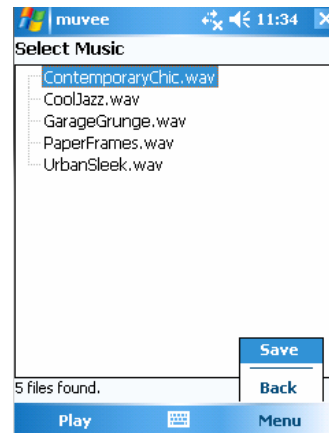 muvee 11:34
Select Music
ContemporaryChic.wav
CoolJazz.wav
GarageGrunge.wav
PaperFrames.wav
UrbanSleek.wav
Save
5 files found. Back
Play Menu